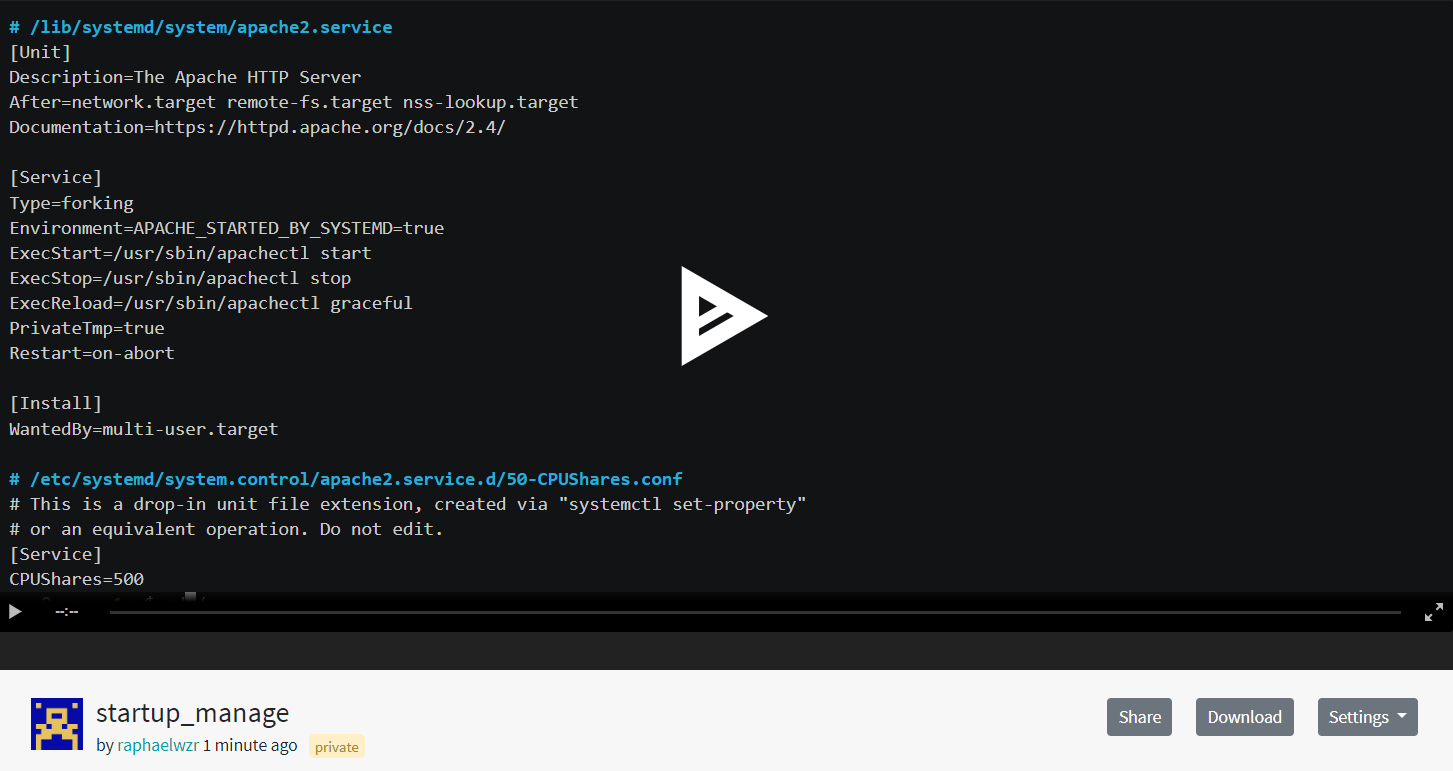 # /lib/systemd/system/apache2.service
[Unit]
Description=The Apache HTTP Server
After=network.target remote-fs.target nss-lookup.target
Documentation=https://httpd.apache.org/docs/2.4/
[Service]
Type=forking
Environment=APACHE_STARTED_BY_SYSTEMD=true
ExecStart=/usr/sbin/apachectl start
ExecStop=/usr/sbin/apachectl stop
ExecReload=/usr/sbin/apachectl graceful
PrivateTmp=true
Restart=on-abort
[Install]
WantedBy=multi-user.target
# /etc/systemd/system.control/apache2.service.d/50-CPUShares.conf
# This is a drop-in unit file extension, created via "systemctl set-property"
# or an equivalent operation. Do not edit.
[Service]
CPUShares=500
--:--
startup_manage
by raphaelwzr 1 minute ago private
Share Download Settings